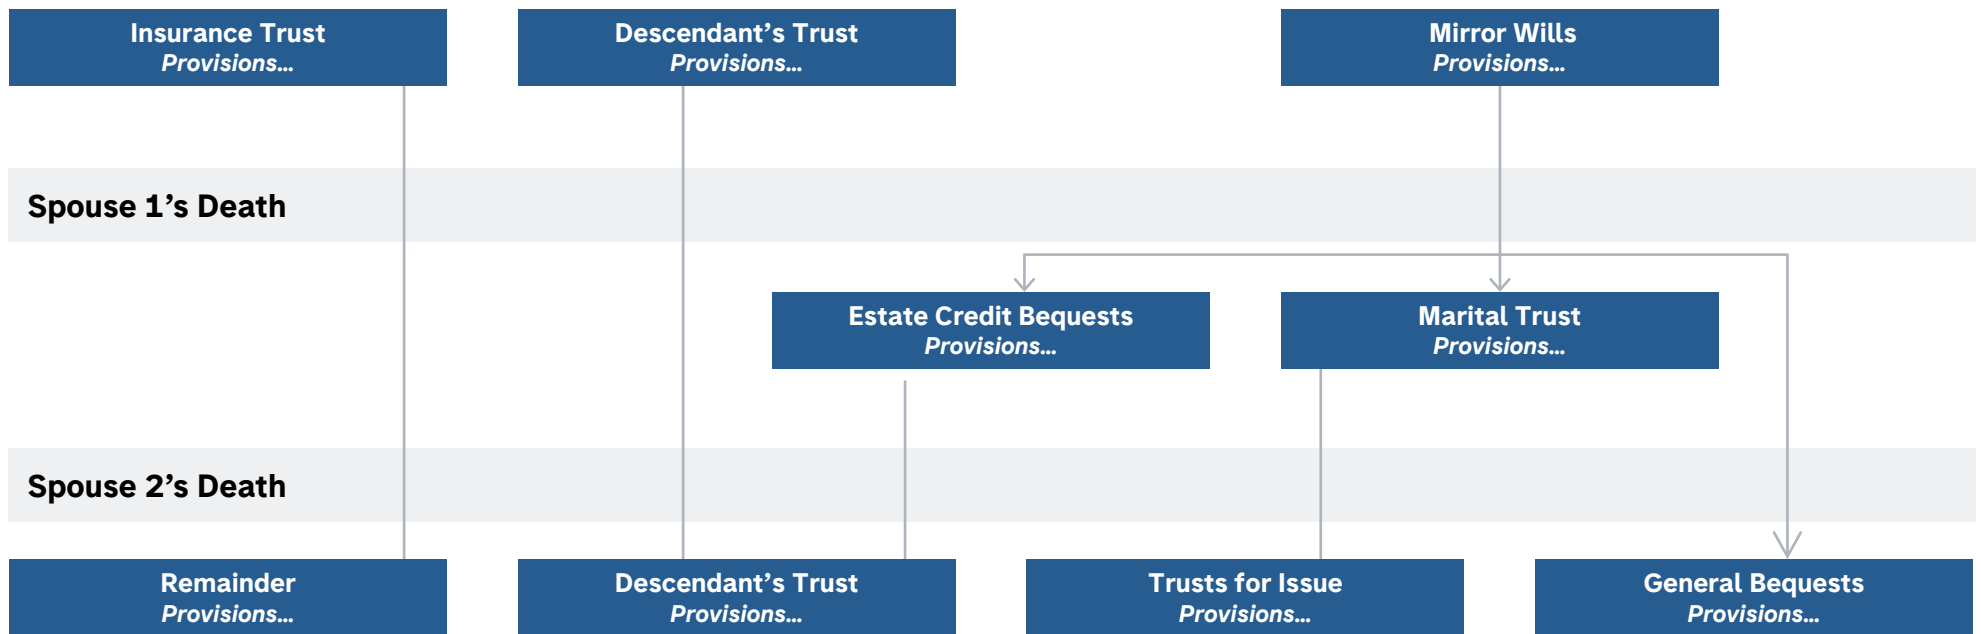 Insurance Trust
Provisions...
Descendant’s Trust
Provisions...
Mirror Wills
Provisions...
Spouse 1’s Death
Estate Credit Bequests
Provisions...
Marital Trust
Provisions...
Spouse 2’s Death
Remainder
Provisions...
Descendant’s Trust
Provisions...
Trusts for Issue
Provisions...
General Bequests
Provisions...